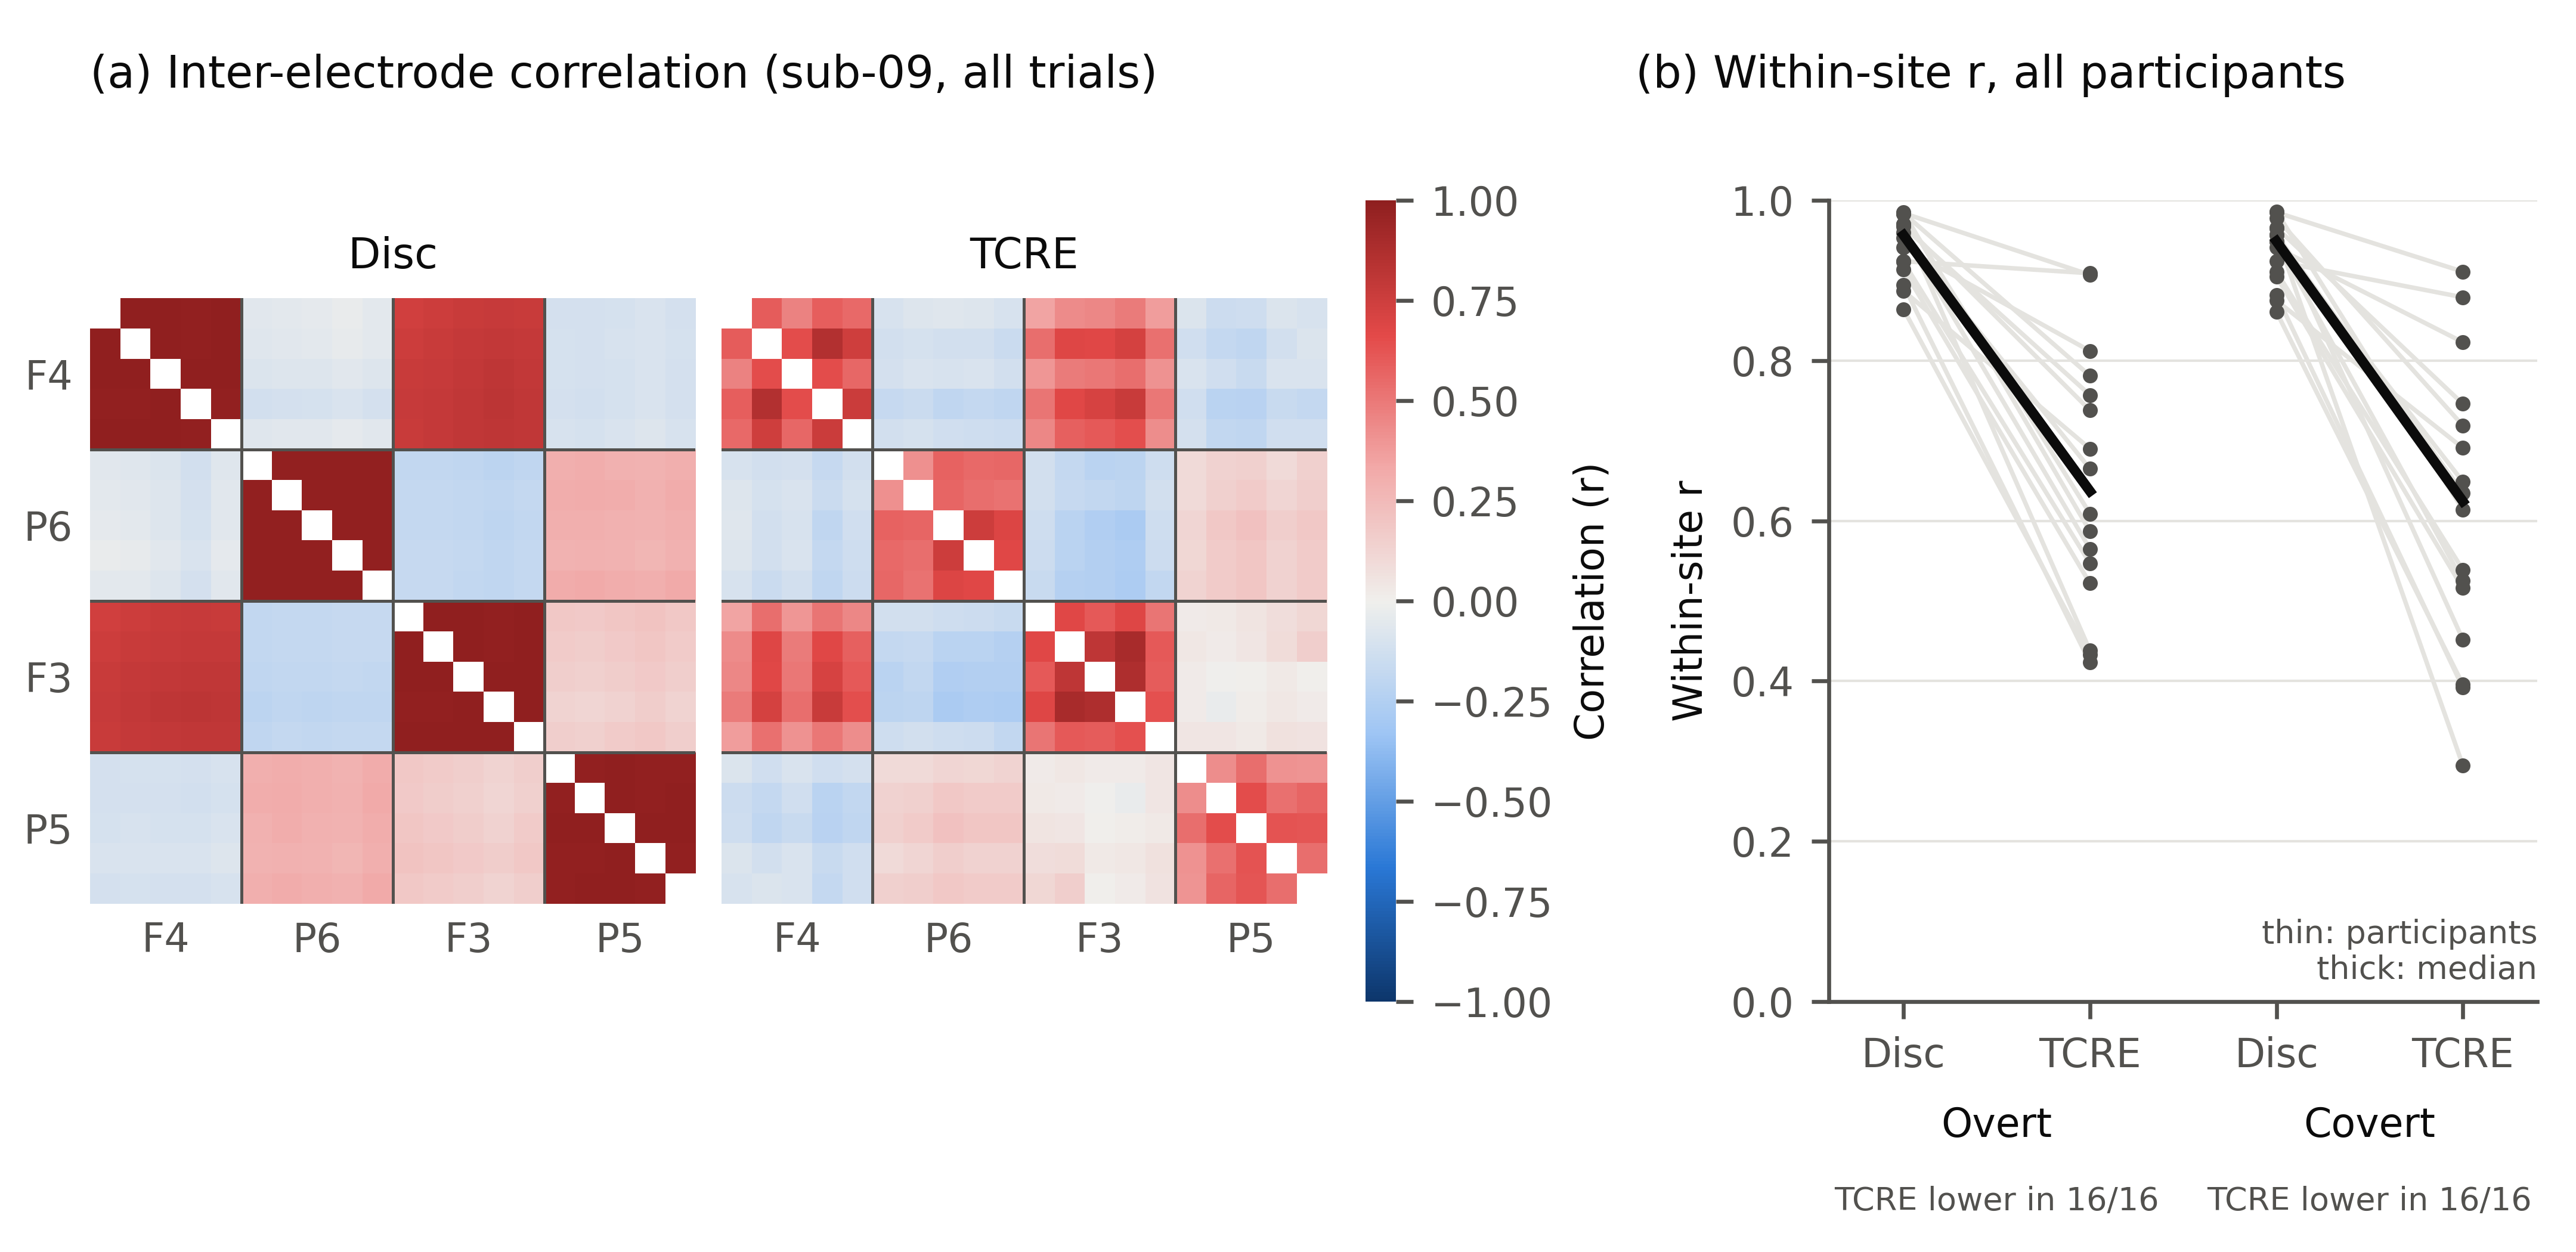 (a) Inter-electrode correlation (sub-09, all trials)
Disc
TCRE
F4
P6
F3
P5
F4 P6 F3 P5
F4 P6 F3 P5
1.00
0.75
0.50
0.25
0.00
−0.25
−0.50
−0.75
−1.00
Correlation (r)
(b) Within-site r, all participants
Within-site r
1.0
0.8
0.6
0.4
0.2
0.0
thin: participants
thick: median
Disc TCRE Disc TCRE
Overt Covert
TCRE lower in 16/16 TCRE lower in 16/16